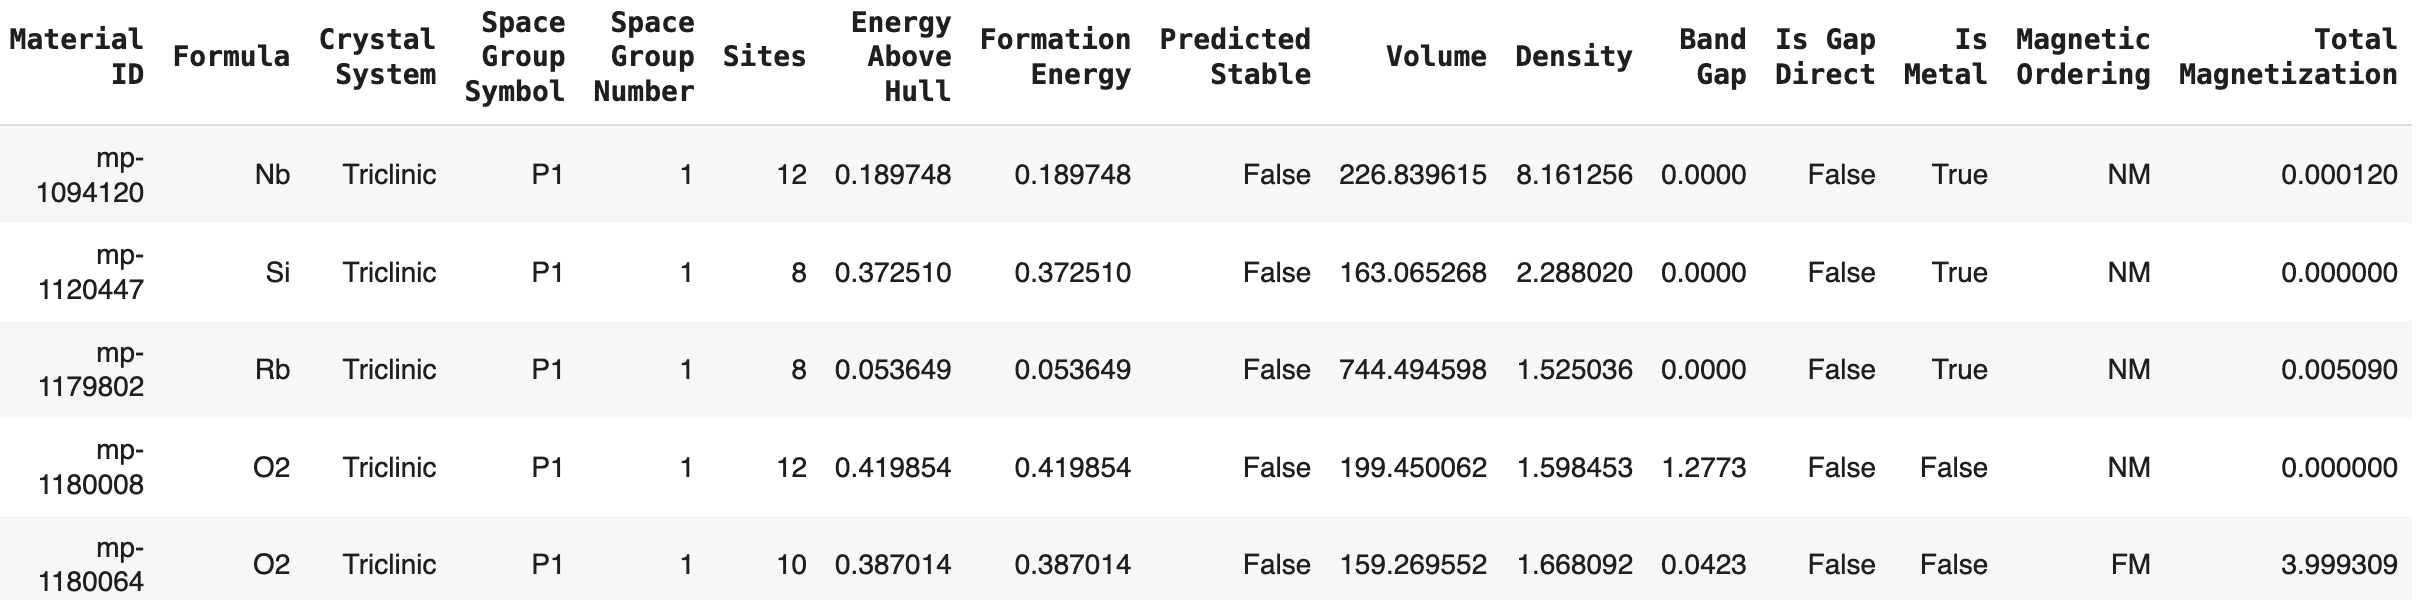 Material ID Formula Crystal System Space Group Symbol Space Group Number Sites Energy Above Hull Formation Energy Predicted Stable Volume Density Band Gap Is Gap Direct Is Metal Magnetic Ordering Total Magnetization
mp-1094120 Nb Triclinic P1 1 12 0.189748 0.189748 False 226.839615 8.161256 0.0000 False True NM 0.000120
mp-1120447 Si Triclinic P1 1 8 0.372510 0.372510 False 163.065268 2.288020 0.0000 False True NM 0.000000
mp-1179802 Rb Triclinic P1 1 8 0.053649 0.053649 False 744.494598 1.525036 0.0000 False True NM 0.005090
mp-1180008 O2 Triclinic P1 1 12 0.419854 0.419854 False 199.450062 1.598453 1.2773 False False NM 0.000000
mp-1180064 O2 Triclinic P1 1 10 0.387014 0.387014 False 159.269552 1.668092 0.0423 False False FM 3.999309